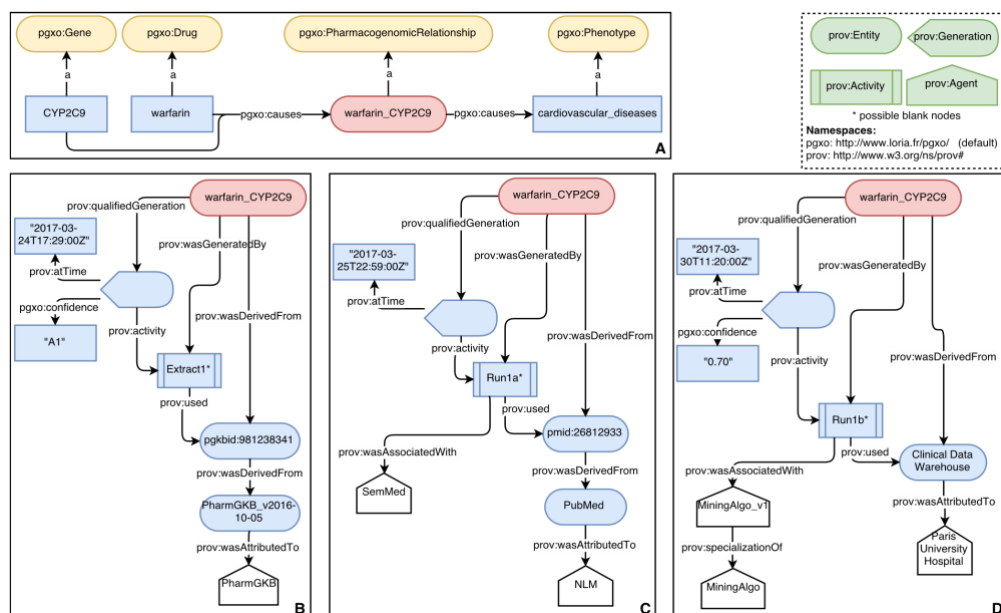 pgxo:Gene
pgxo:Drug
pgxo:PharmacogenomicRelationship
pgxo:Phenotype
a
a
a
a
CYP2C9
warfarin
pgxo:causes
warfarin_CYP2C9
pgxo:causes
cardiovascular_diseases
A
prov:Entity
prov:Generation
prov:Activity
prov:Agent
* possible blank nodes
Namespaces:
pgxo: http://www.loria.fr/pgxo/ (default)
prov: http://www.w3.org/ns/prov#
warfarin_CYP2C9
prov:qualifiedGeneration
"2017-03-
24T17:29:00Z"
prov:wasGeneratedBy
prov:atTime
pgxo:confidence
prov:wasDerivedFrom
"A1"
prov:activity
Extract1*
prov:used
pgkbid:981238341
prov:wasDerivedFrom
PharmGKB_v2016-
10-05
prov:wasAttributedTo
PharmGKB
B
warfarin_CYP2C9
prov:qualifiedGeneration
"2017-03-
25T22:59:00Z"
prov:wasGeneratedBy
prov:atTime
prov:wasDerivedFrom
prov:activity
Run1a*
prov:used
pmid:26812933
prov:wasAssociatedWith
prov:wasDerivedFrom
SemMed
PubMed
prov:wasAttributedTo
NLM
C
warfarin_CYP2C9
prov:qualifiedGeneration
"2017-03-
30T11:20:00Z"
prov:wasGeneratedBy
prov:atTime
pgxo:confidence
"0.70"
prov:activity
prov:wasDerivedFrom
Run1b*
prov:used
Clinical Data
Warehouse
prov:wasAssociatedWith
MiningAlgo_v1
prov:wasAttributedTo
Paris
University
Hospital
prov:specializationOf
MiningAlgo
D